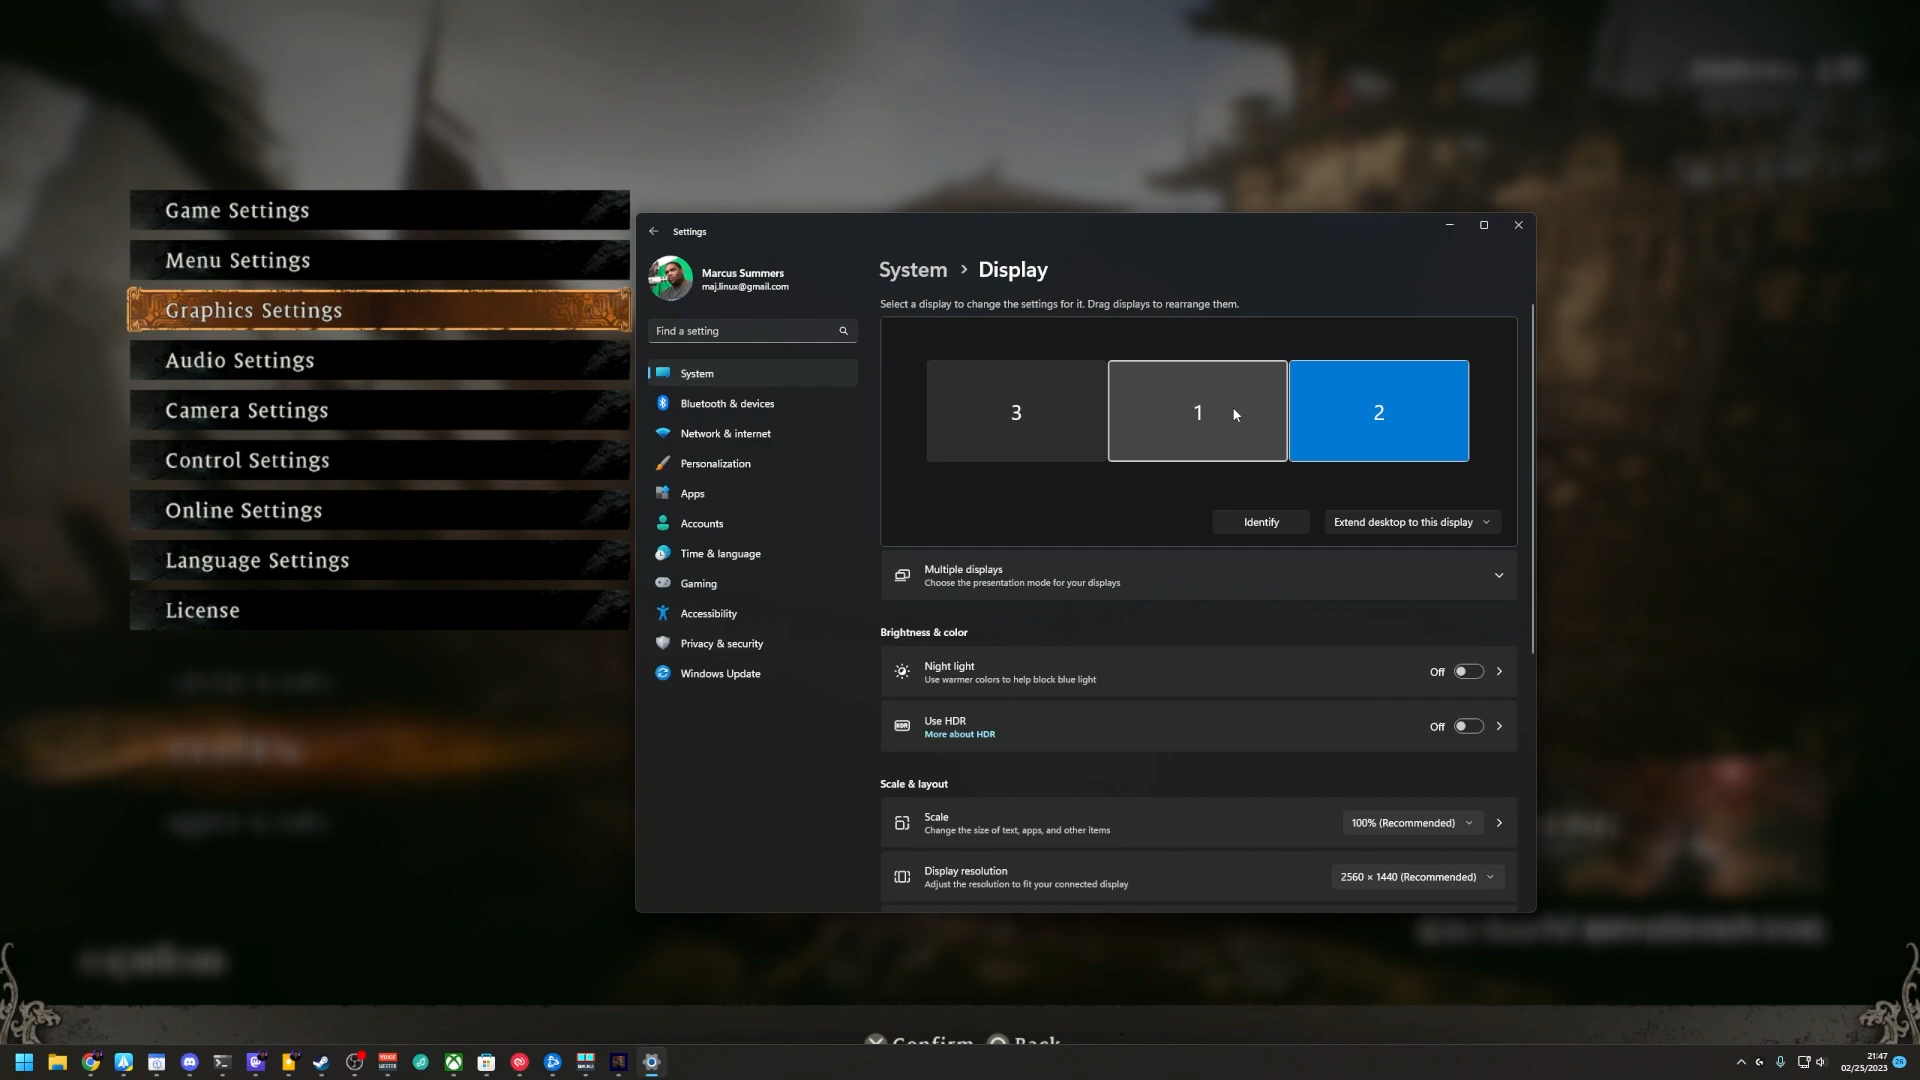 Game Settings
Menu Settings
Graphics Settings
Audio Settings
Camera Settings
Control Settings
Online Settings
Language Settings
License
Settings
Marcus Summers
maj.linux@gmail.com
Find a setting
System
Bluetooth & devices
Network & internet
Personalization
Apps
Accounts
Time & language
Gaming
Accessibility
Privacy & security
Windows Update
System > Display
Select a display to change the settings for it. Drag displays to rearrange them.
3
1
2
Identify
Extend desktop to this display
Multiple displays
Choose the presentation mode for your displays
Brightness & color
Night light
Use warmer colors to help block blue light
Off
HDR
Use HDR
More about HDR
Off
Scale & layout
Scale
Change the size of text, apps, and other items
100% (Recommended)
Display resolution
Adjust the resolution to fit your connected display
2560 × 1440 (Recommended)
Confirm
Back
21:47
02/25/2023